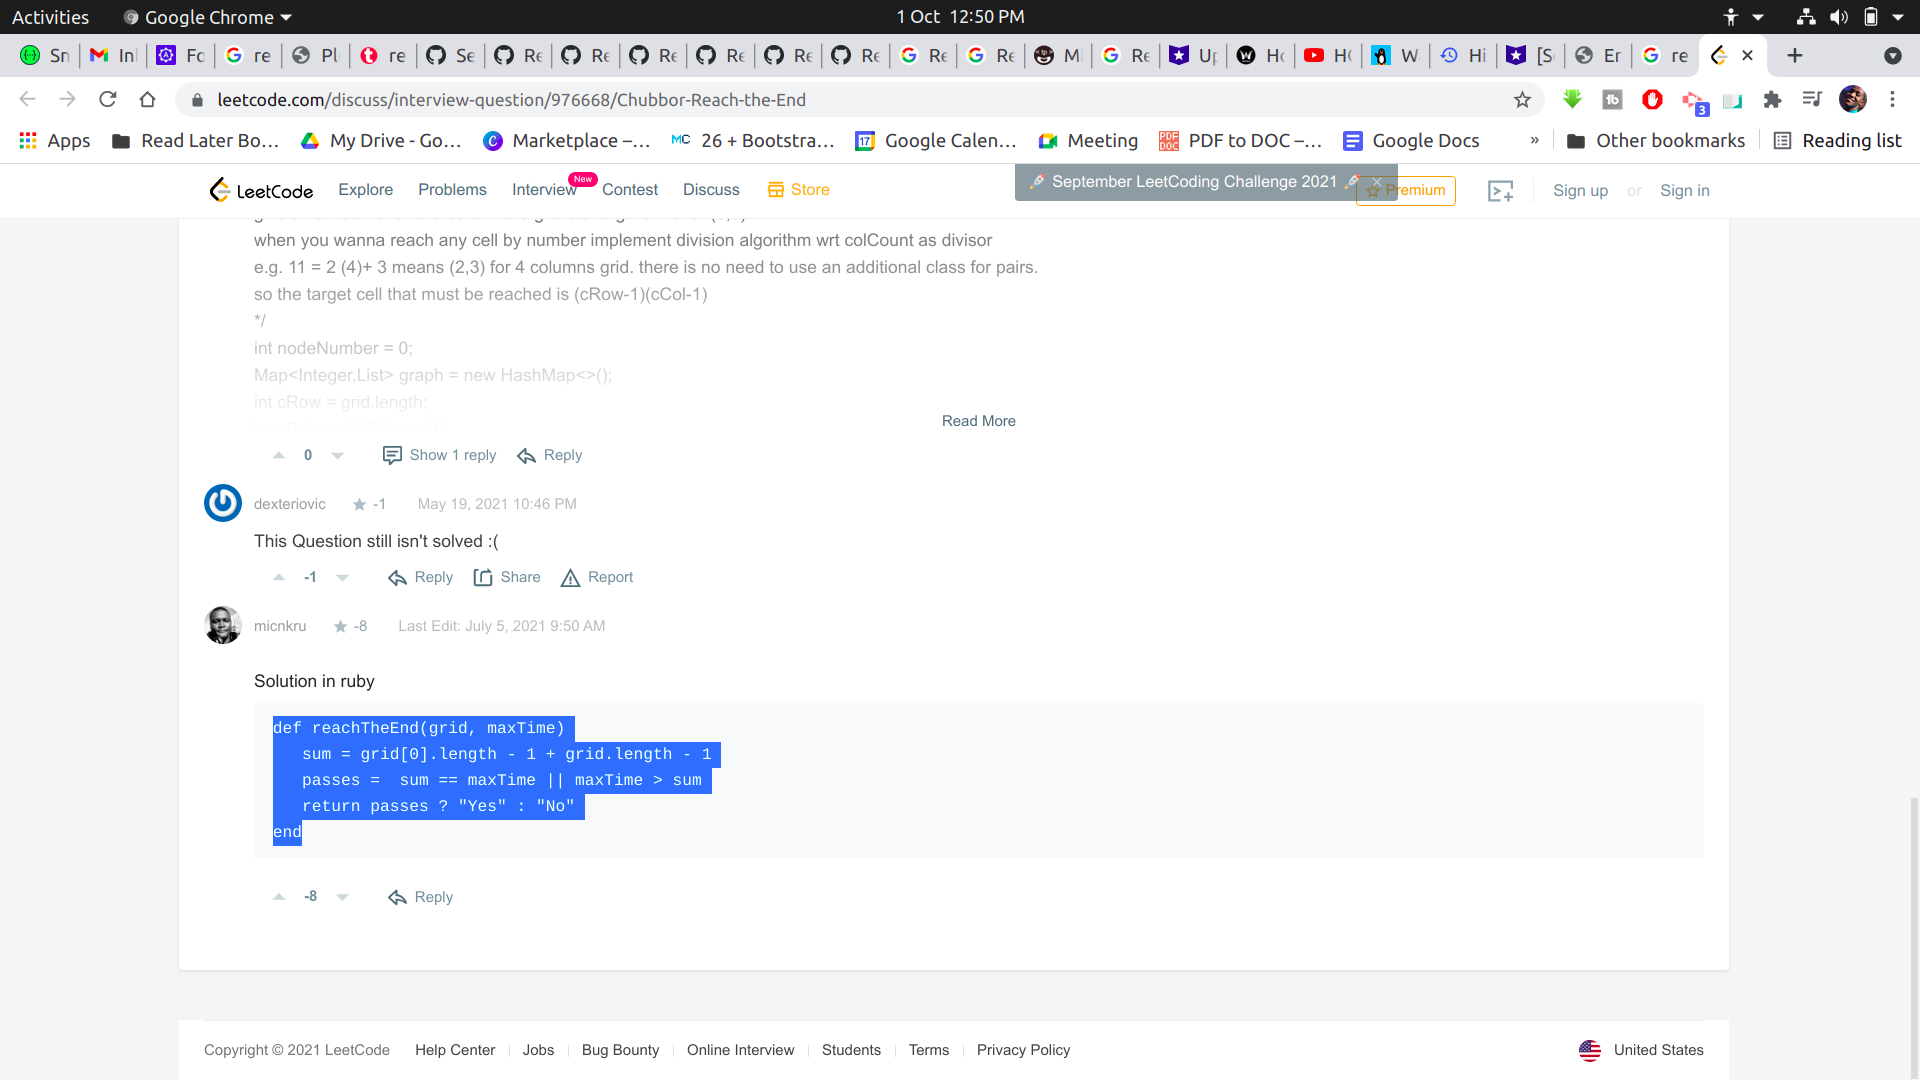 Activities
Google Chrome
1 Oct 12:50 PM
Sn
In
Fo
re
Pl
re
Se
Re
Re
Re
Re
Re
Re
Re
Re
Mi
Re
Up
Ho
HO
W
Hi
[S
Er
re
leetcode.com/discuss/interview-question/976668/Chubbor-Reach-the-End
3
Apps
Read Later Bo...
My Drive - Go...
Marketplace –...
26 + Bootstra...
Google Calen...
Meeting
PDF to DOC –...
Google Docs
»
Other bookmarks
Reading list
LeetCode
Explore
Problems
Interview
New
Contest
Discuss
Store
September LeetCoding Challenge 2021
Premium
Sign up or Sign in
when you wanna reach any cell by number implement division algorithm wrt colCount as divisor
e.g. 11 = 2 (4)+ 3 means (2,3) for 4 columns grid. there is no need to use an additional class for pairs.
so the target cell that must be reached is (cRow-1)(cCol-1)
*/
int nodeNumber = 0;
Map<Integer,List> graph = new HashMap<>();
int cRow = grid.length;
Read More
0
Show 1 reply
Reply
dexteriovic
-1
May 19, 2021 10:46 PM
This Question still isn't solved :(
-1
Reply
Share
Report
micnkru
-8
Last Edit: July 5, 2021 9:50 AM
Solution in ruby
def reachTheEnd(grid, maxTime)
sum = grid[0].length - 1 + grid.length - 1
passes =  sum == maxTime || maxTime > sum
return passes ? "Yes" : "No"
end
-8
Reply
Copyright © 2021 LeetCode
Help Center
Jobs
Bug Bounty
Online Interview
Students
Terms
Privacy Policy
United States